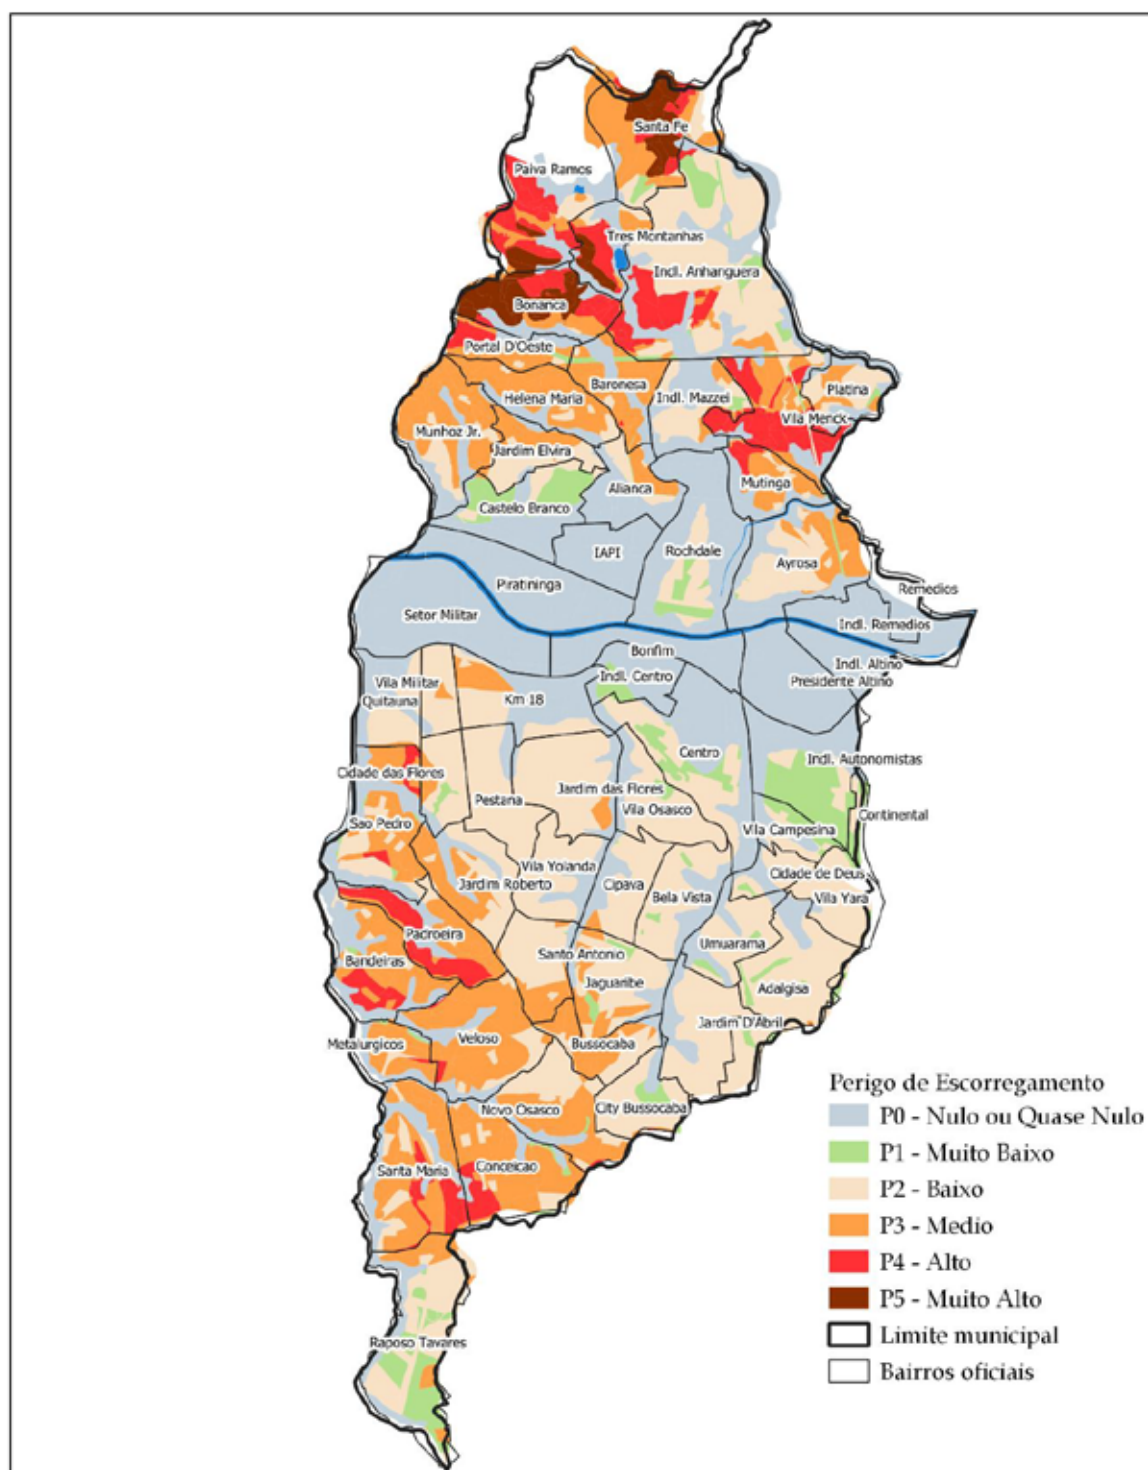 Santa Fe
Paiva Ramos
Tres Montanhas
Indl. Anhanguera
Bonanca
Portal D'Oeste
Baronesa
Helena Maria
Indl. Mazzei
Platina
Vila Menck
Munhoz Jr.
Jardim Elvira
Alianca
Mutinga
Castelo Branco
IAPI
Rochdale
Ayrosa
Piratininga
Remedios
Setor Militar
Indl. Remedios
Bonfim
Indl. Altino
Indl. Centro
Presidente Altino
Vila Militar
Quitauna
Km 18
Centro
Indl. Autonomistas
Cidade das Flores
Jardim das Flores
Pestana
Vila Osasco
Continental
Sao Pedro
Vila Campesina
Vila Yolanda
Cidade de Deus
Jardim Roberto
Cipava
Bela Vista
Vila Yara
Padroeira
Umuarama
Santo Antonio
Bandeiras
Jaguaribe
Adalgisa
Jardim D'Abril
Metalurgicos
Veloso
Bussocaba
Novo Osasco
City Bussocaba
Santa Maria
Conceicao
Raposo Tavares
Perigo de Escorregamento
P0 - Nulo ou Quase Nulo
P1 - Muito Baixo
P2 - Baixo
P3 - Medio
P4 - Alto
P5 - Muito Alto
Limite municipal
Bairros oficiais